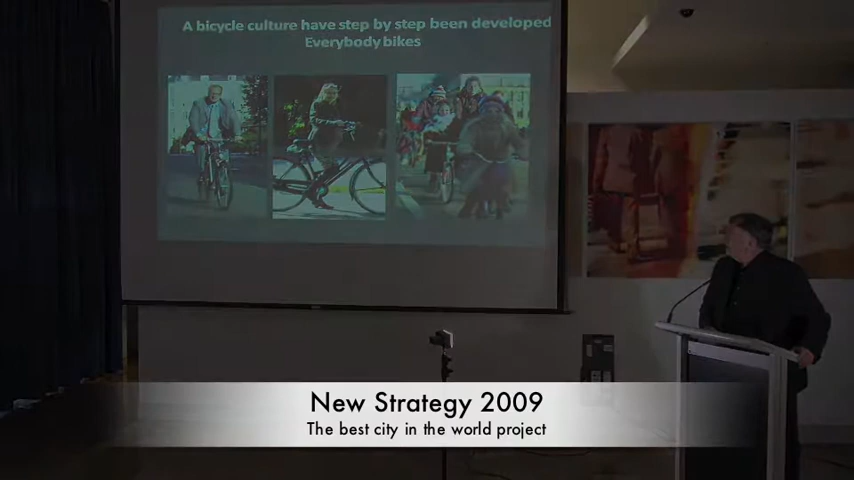 A bicycle culture have step by step been developed
Everybody bikes
New Strategy 2009
The best city in the world project